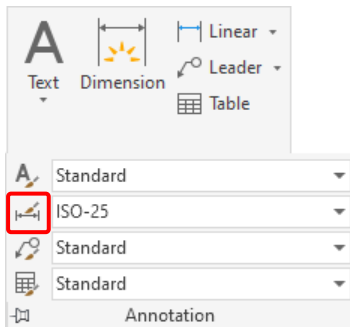 Linear
Leader
Text
Dimension
Table
Standard
ISO-25
Standard
Standard
Annotation